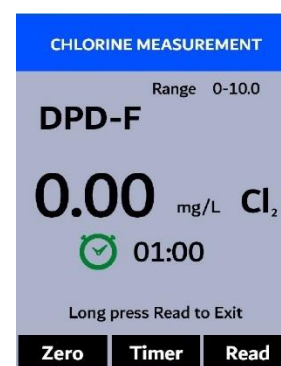 CHLORINE MEASUREMENT
Range 0-10.0
DPD-F
0.00 mg/L Cl₂
01:00
Long press Read to Exit
Zero Timer Read